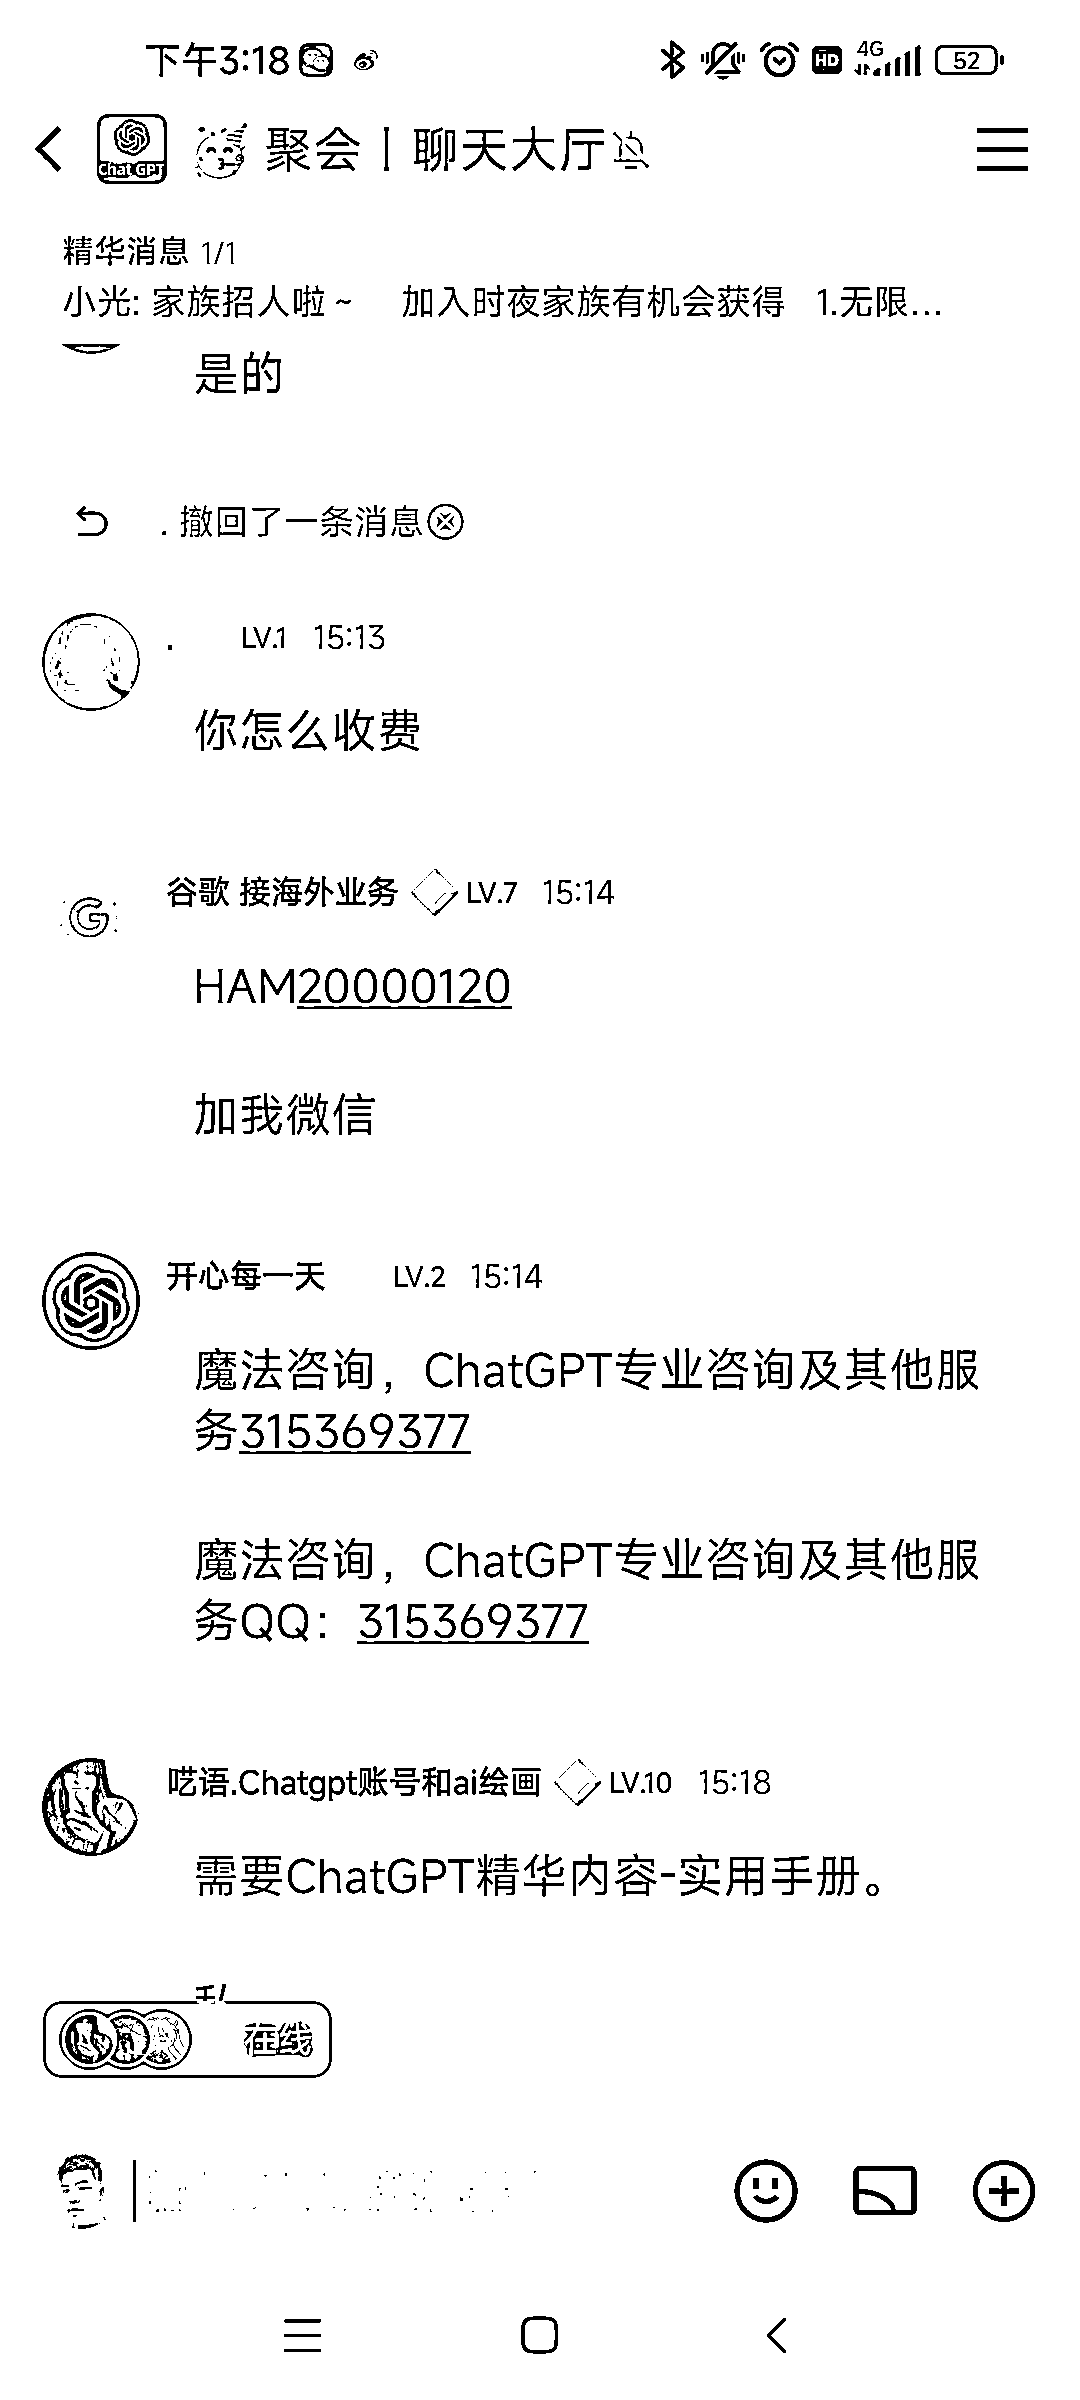 下午3:18
HD
4G
52
Chat GPT
聚会丨聊天大厅
精华消息 1/1
小光: 家族招人啦 ~ 加入时夜家族有机会获得 1.无限...
是的
. 撤回了一条消息
. LV.1 15:13
你怎么收费
谷歌 接海外业务 LV.7 15:14
HAM20000120
加我微信
开心每一天 LV.2 15:14
魔法咨询，ChatGPT专业咨询及其他服
务315369377
魔法咨询，ChatGPT专业咨询及其他服
务QQ：315369377
呓语.Chatgpt账号和ai绘画 LV.10 15:18
需要ChatGPT精华内容-实用手册。
在线